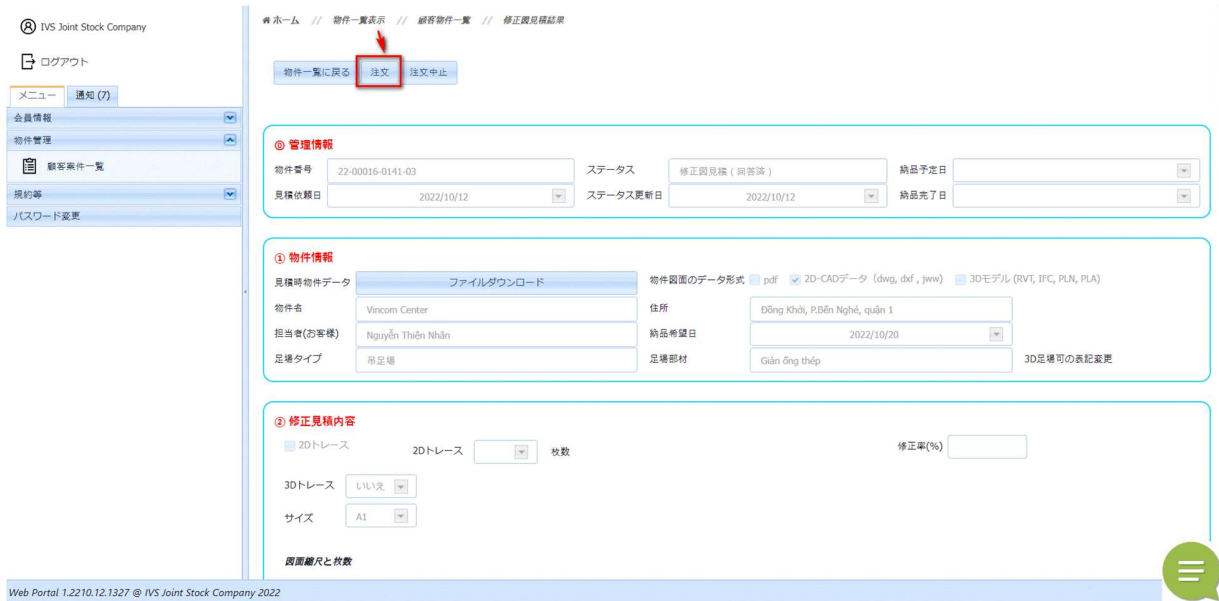 IVS Joint Stock Company
ログアウト
メニュー 通知 (7)
会員情報
物件管理
顧客案件一覧
規約等
パスワード変更
ホーム // 物件一覧表示 // 顧客物件一覧 // 修正図見積結果
物件一覧に戻る 注文 注文中止
⓪ 管理情報
物件番号 22-00016-0141-03 ステータス 修正図見積 ( 回答済 ) 納品予定日
見積依頼日 2022/10/12 ステータス更新日 2022/10/12 納品完了日
① 物件情報
見積時物件データ ファイルダウンロード 物件図面のデータ形式 pdf 2D-CADデータ (dwg, dxf , jww) 3Dモデル (RVT, IFC, PLN, PLA)
物件名 Vincom Center 住所 Đồng Khởi, P.Bến Nghé, quận 1
担当者(お客様) Nguyễn Thiện Nhân 納品希望日 2022/10/20
足場タイプ 吊足場 足場部材 Giàn ống thép 3D足場可の表記変更
② 修正見積内容
2Dトレース 2Dトレース 枚数 修正率(%)
3Dトレース いいえ
サイズ A1
図面縮尺と枚数
Web Portal 1.2210.12.1327 @ IVS Joint Stock Company 2022